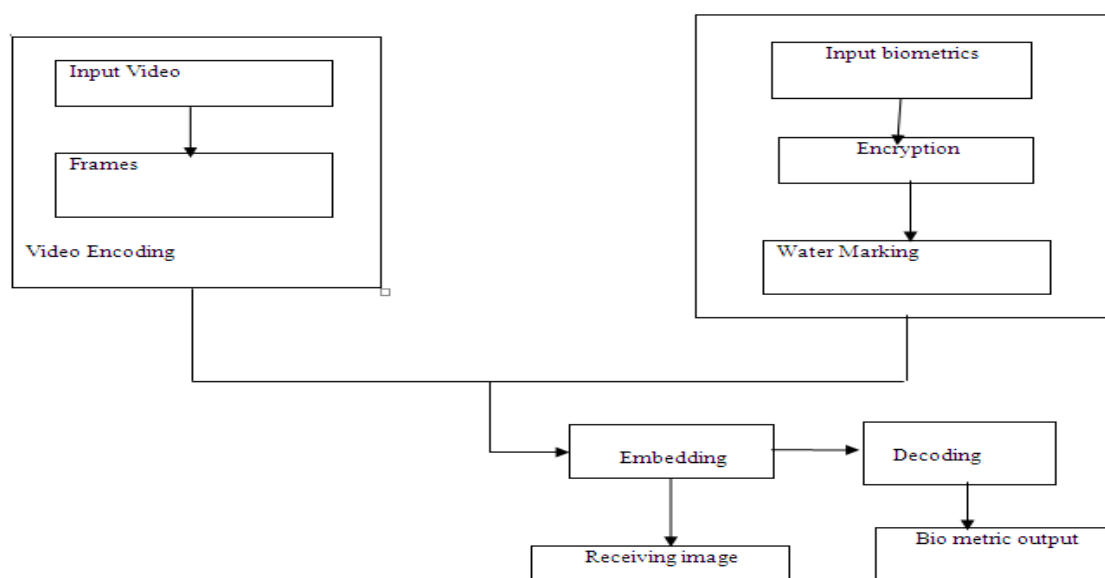 Input Video
Frames
Video Encoding
Input biometrics
Encryption
Water Marking
Embedding
Decoding
Receiving image
Bio metric output